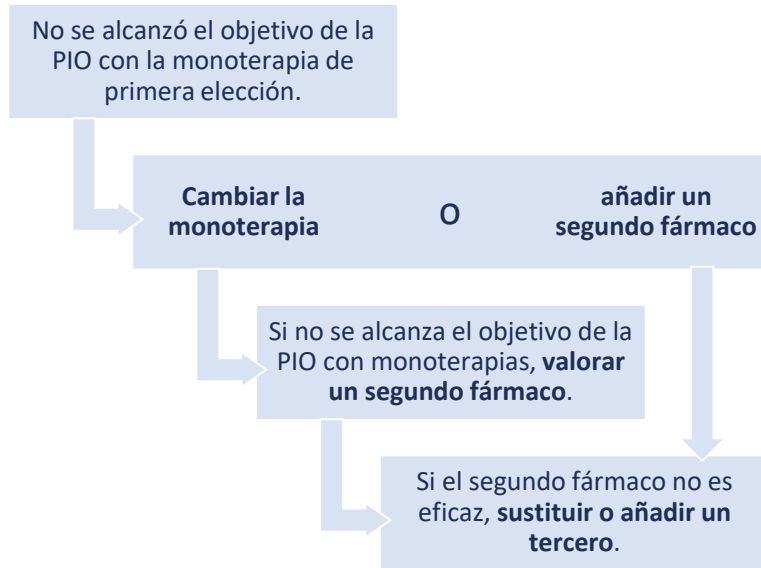 No se alcanzó el objetivo de la
PIO con la monoterapia de
primera elección.
Cambiar la
monoterapia
O
añadir un
segundo fármaco
Si no se alcanza el objetivo de la
PIO con monoterapias, valorar
un segundo fármaco.
Si el segundo fármaco no es
eficaz, sustituir o añadir un
tercero.